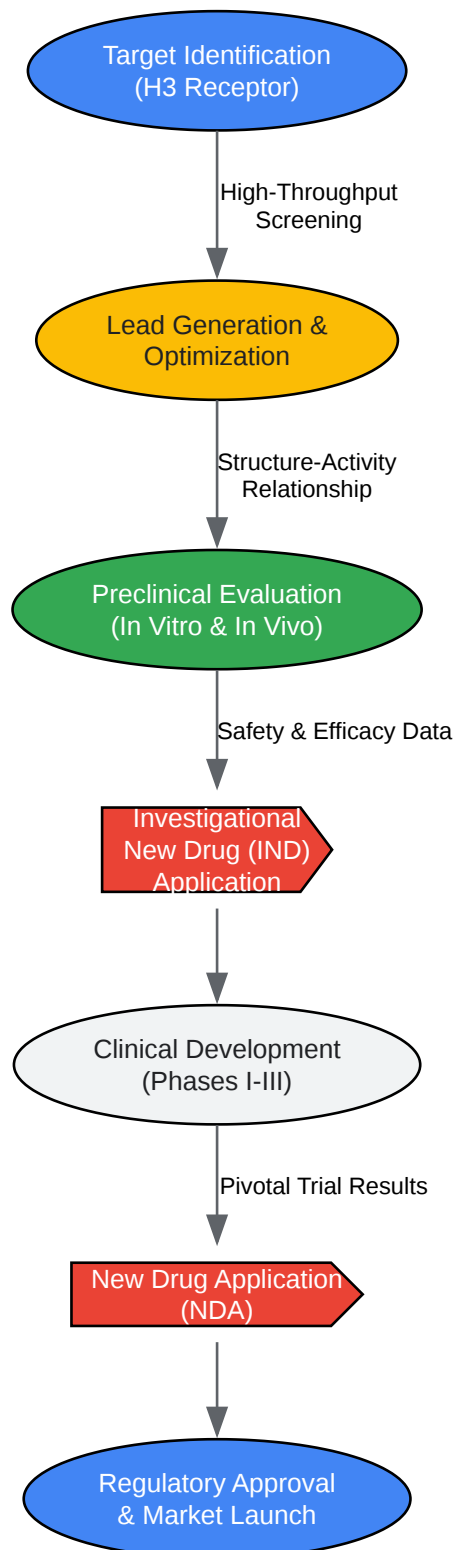 Target Identification
(H3 Receptor)
High-Throughput
Screening
Lead Generation &
Optimization
Structure-Activity
Relationship
Preclinical Evaluation
(In Vitro & In Vivo)
Safety & Efficacy Data
Investigational
New Drug (IND)
Application
Clinical Development
(Phases I-III)
Pivotal Trial Results
New Drug Application
(NDA)
Regulatory Approval
& Market Launch